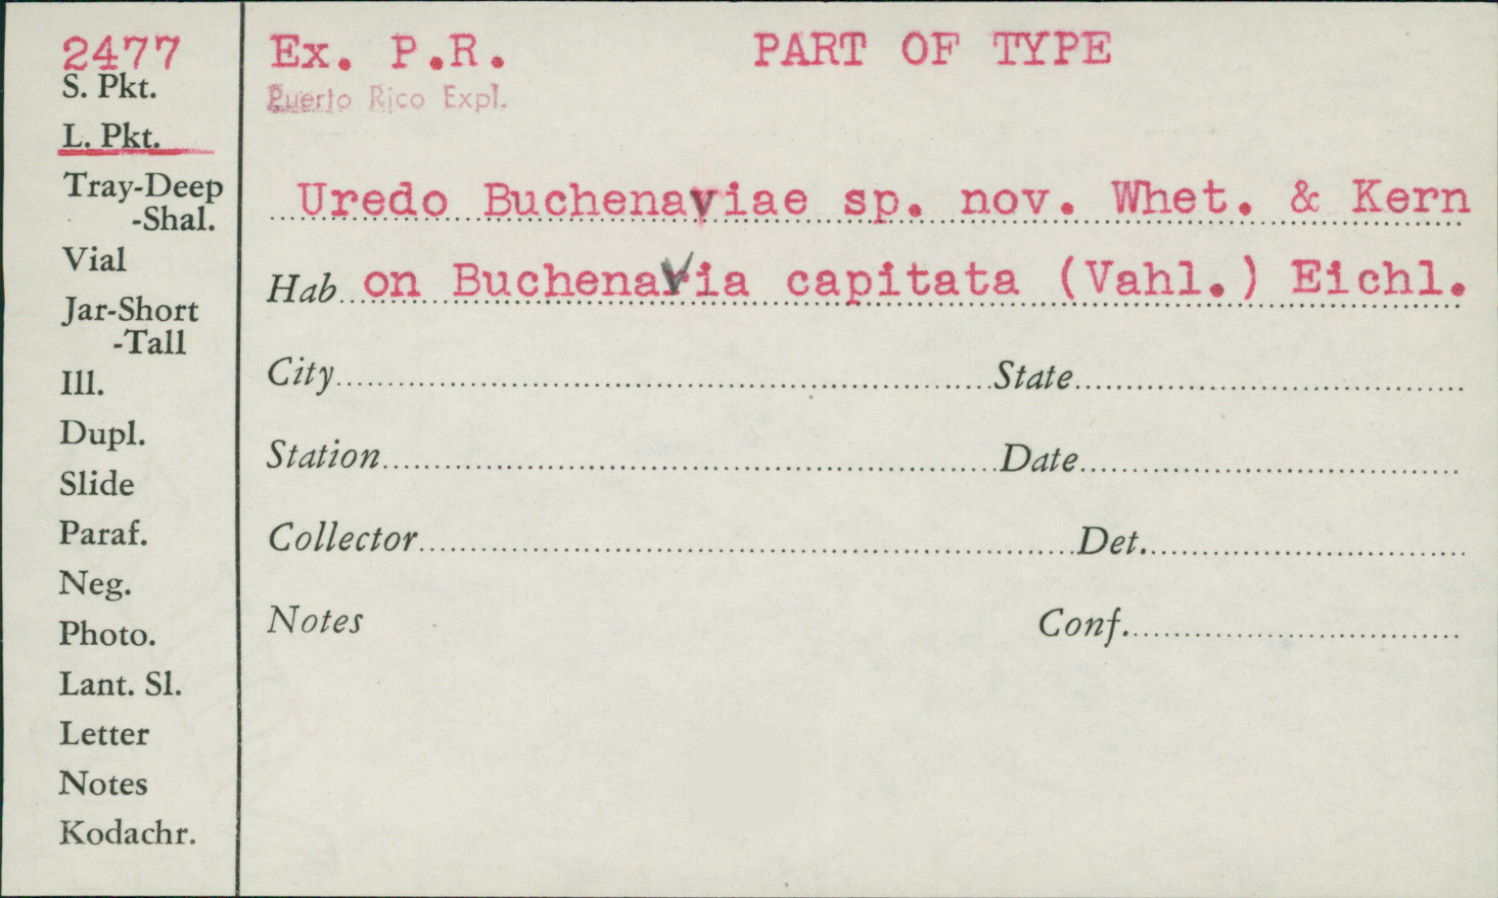 2477
S. Pkt.
L. Pkt.
Tray-Deep
-Shal.
Vial
Jar-Short
-Tall
Ill.
Dupl.
Slide
Paraf.
Neg.
Photo.
Lant. Sl.
Letter
Notes
Kodachr.
Ex. P.R. PART OF TYPE
Puerto Rico Expl.
Uredo Buchenaviae sp. nov. Whet. & Kern
Hab. on Buchenavia capitata (Vahl.) Eichl.
City State
Station Date
Collector Det.
Notes Conf.